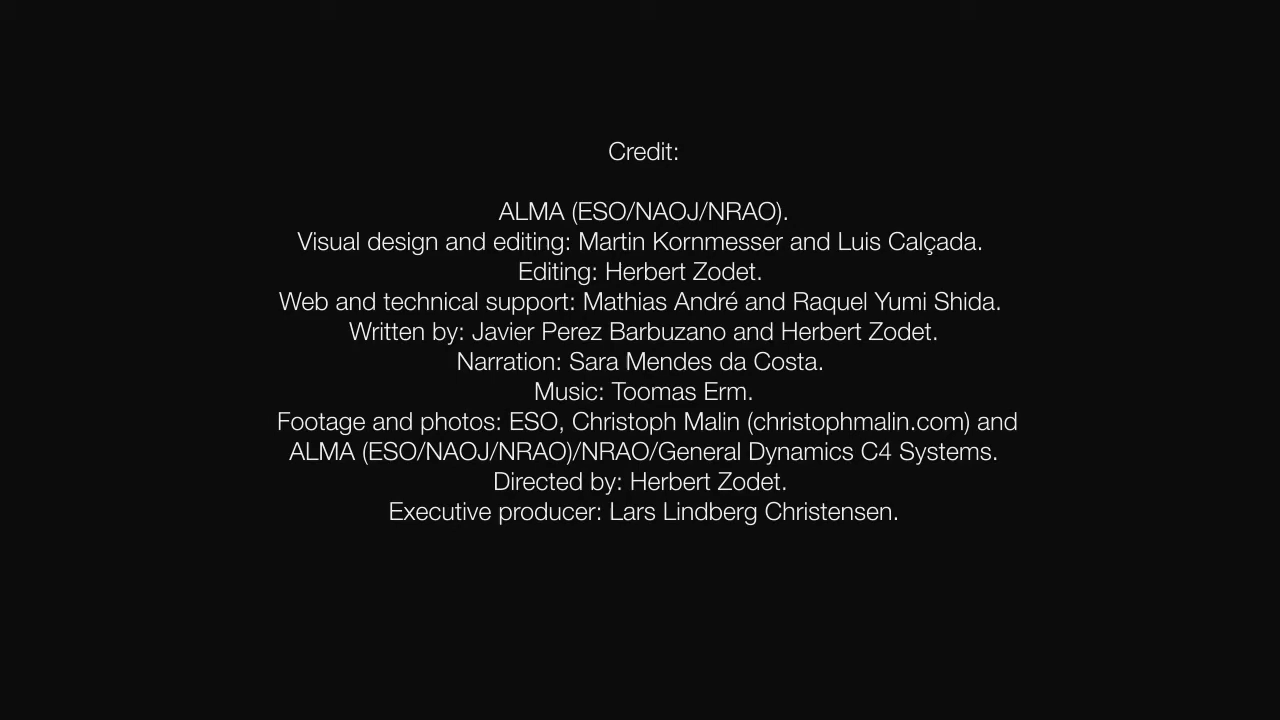 Credit:
ALMA (ESO/NAOJ/NRAO).
Visual design and editing: Martin Kornmesser and Luis Calçada.
Editing: Herbert Zodet.
Web and technical support: Mathias André and Raquel Yumi Shida.
Written by: Javier Perez Barbuzano and Herbert Zodet.
Narration: Sara Mendes da Costa.
Music: Toomas Erm.
Footage and photos: ESO, Christoph Malin (christophmalin.com) and
ALMA (ESO/NAOJ/NRAO)/NRAO/General Dynamics C4 Systems.
Directed by: Herbert Zodet.
Executive producer: Lars Lindberg Christensen.